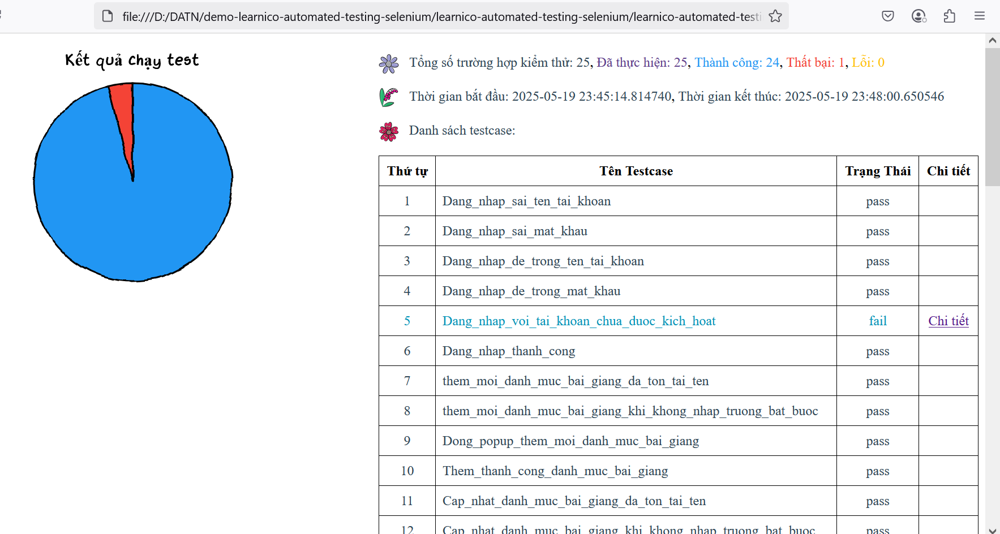 file:///D:/DATN/demo-learnico-automated-testing-selenium/learnico-automated-testing-selenium/learnico-automated-testi
Kết quả chạy test
Tổng số trường hợp kiểm thử: 25, Đã thực hiện: 25, Thành công: 24, Thất bại: 1, Lỗi: 0
Thời gian bắt đầu: 2025-05-19 23:45:14.814740, Thời gian kết thúc: 2025-05-19 23:48:00.650546
Danh sách testcase:
Thứ tự Tên Testcase Trạng Thái Chi tiết
1 Dang_nhap_sai_ten_tai_khoan pass
2 Dang_nhap_sai_mat_khau pass
3 Dang_nhap_de_trong_ten_tai_khoan pass
4 Dang_nhap_de_trong_mat_khau pass
5 Dang_nhap_voi_tai_khoan_chua_duoc_kich_hoat fail Chi tiết
6 Dang_nhap_thanh_cong pass
7 them_moi_danh_muc_bai_giang_da_ton_tai_ten pass
8 them_moi_danh_muc_bai_giang_khi_khong_nhap_truong_bat_buoc pass
9 Dong_popup_them_moi_danh_muc_bai_giang pass
10 Them_thanh_cong_danh_muc_bai_giang pass
11 Cap_nhat_danh_muc_bai_giang_da_ton_tai_ten pass
12 Cap_nhat_danh_muc_bai_giang_khi_khong_nhap_truong_bat_buoc pass